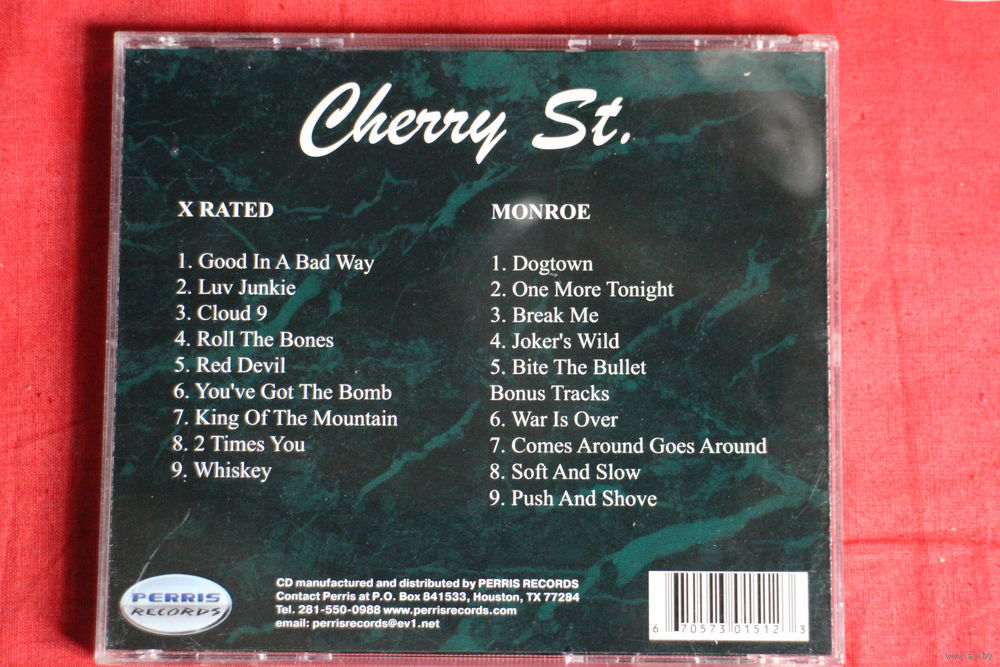 Cherry St.
X RATED
1. Good In A Bad Way
2. Luv Junkie
3. Cloud 9
4. Roll The Bones
5. Red Devil
6. You've Got The Bomb
7. King Of The Mountain
8. 2 Times You
9. Whiskey
MONROE
1. Dogtown
2. One More Tonight
3. Break Me
4. Joker's Wild
5. Bite The Bullet
Bonus Tracks
6. War Is Over
7. Comes Around Goes Around
8. Soft And Slow
9. Push And Shove
PERRIS
RECORDS
CD manufactured and distributed by PERRIS RECORDS
Contact Perris at P.O. Box 841533, Houston, TX 77284
Tel. 281-550-0988 www.perrisrecords.com
email: perrisrecords@ev1.net
6 70573 01512 3
www.ay.by